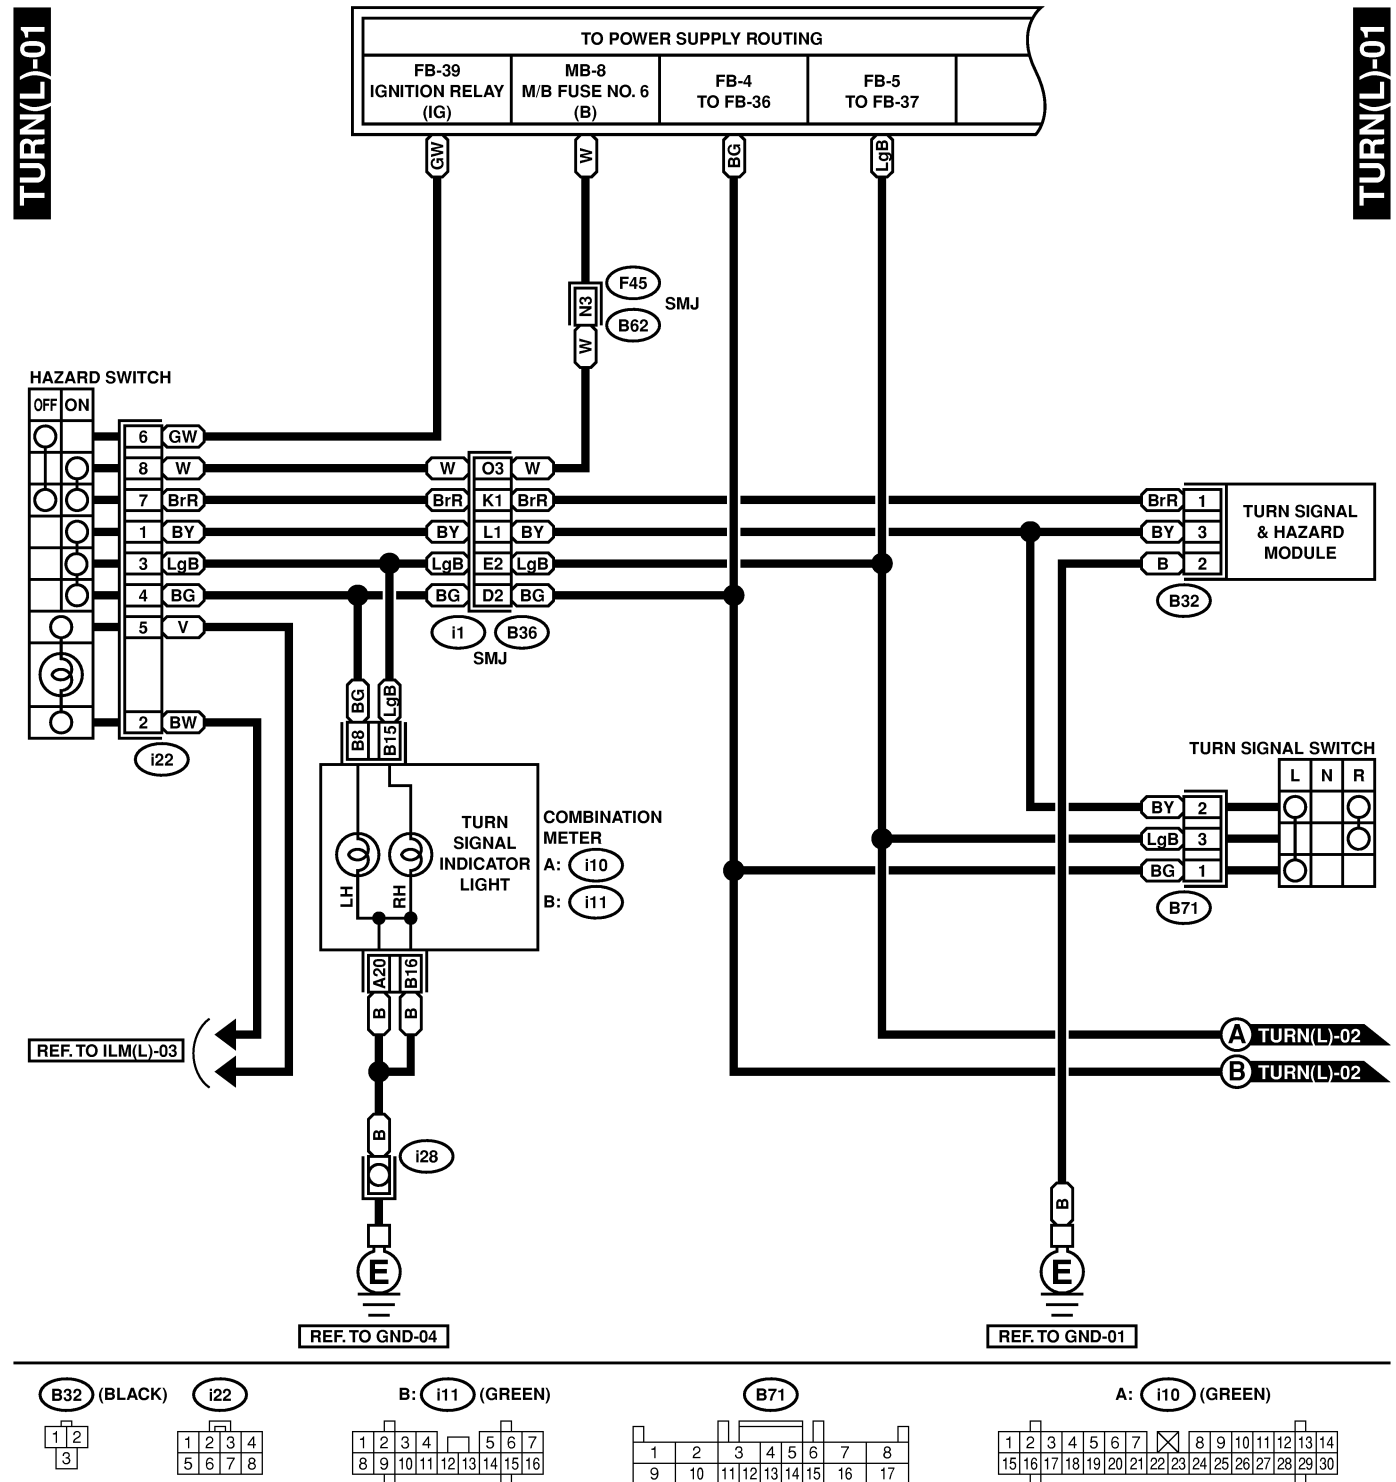 TURN(L)-01
TURN(L)-01
TO POWER SUPPLY ROUTING
FB-39
IGNITION RELAY
(IG)
MB-8
M/B FUSE NO. 6
(B)
FB-4
TO FB-36
FB-5
TO FB-37
GW
W
BG
LgB
N3
F45
B62
SMJ
W
HAZARD SWITCH
OFF ON
6 GW
8 W W O3 W
7 BrR BrR K1 BrR BrR 1
1 BY BY L1 BY BY 3
3 LgB LgB E2 LgB B 2
4 BG BG D2 BG
5 V
2 BW
i22
i1 B36
SMJ
TURN SIGNAL
& HAZARD
MODULE
B32
BG LgB
B8 B15
TURN
SIGNAL
INDICATOR
LIGHT
LH RH
COMBINATION
METER
A: i10
B: i11
A20 B16
B B
TURN SIGNAL SWITCH
L N R
BY 2
LgB 3
BG 1
B71
REF. TO ILM(L)-03
A TURN(L)-02
B TURN(L)-02
B
i28
B
E
E
REF. TO GND-04
REF. TO GND-01
B32 (BLACK)
1 2
3
i22
1 2 3 4
5 6 7 8
B: i11 (GREEN)
1 2 3 4 5 6 7
8 9 10 11 12 13 14 15 16
B71
1 2 3 4 5 6 7 8
9 10 11 12 13 14 15 16 17
A: i10 (GREEN)
1 2 3 4 5 6 7 8 9 10 11 12 13 14
15 16 17 18 19 20 21 22 23 24 25 26 27 28 29 30